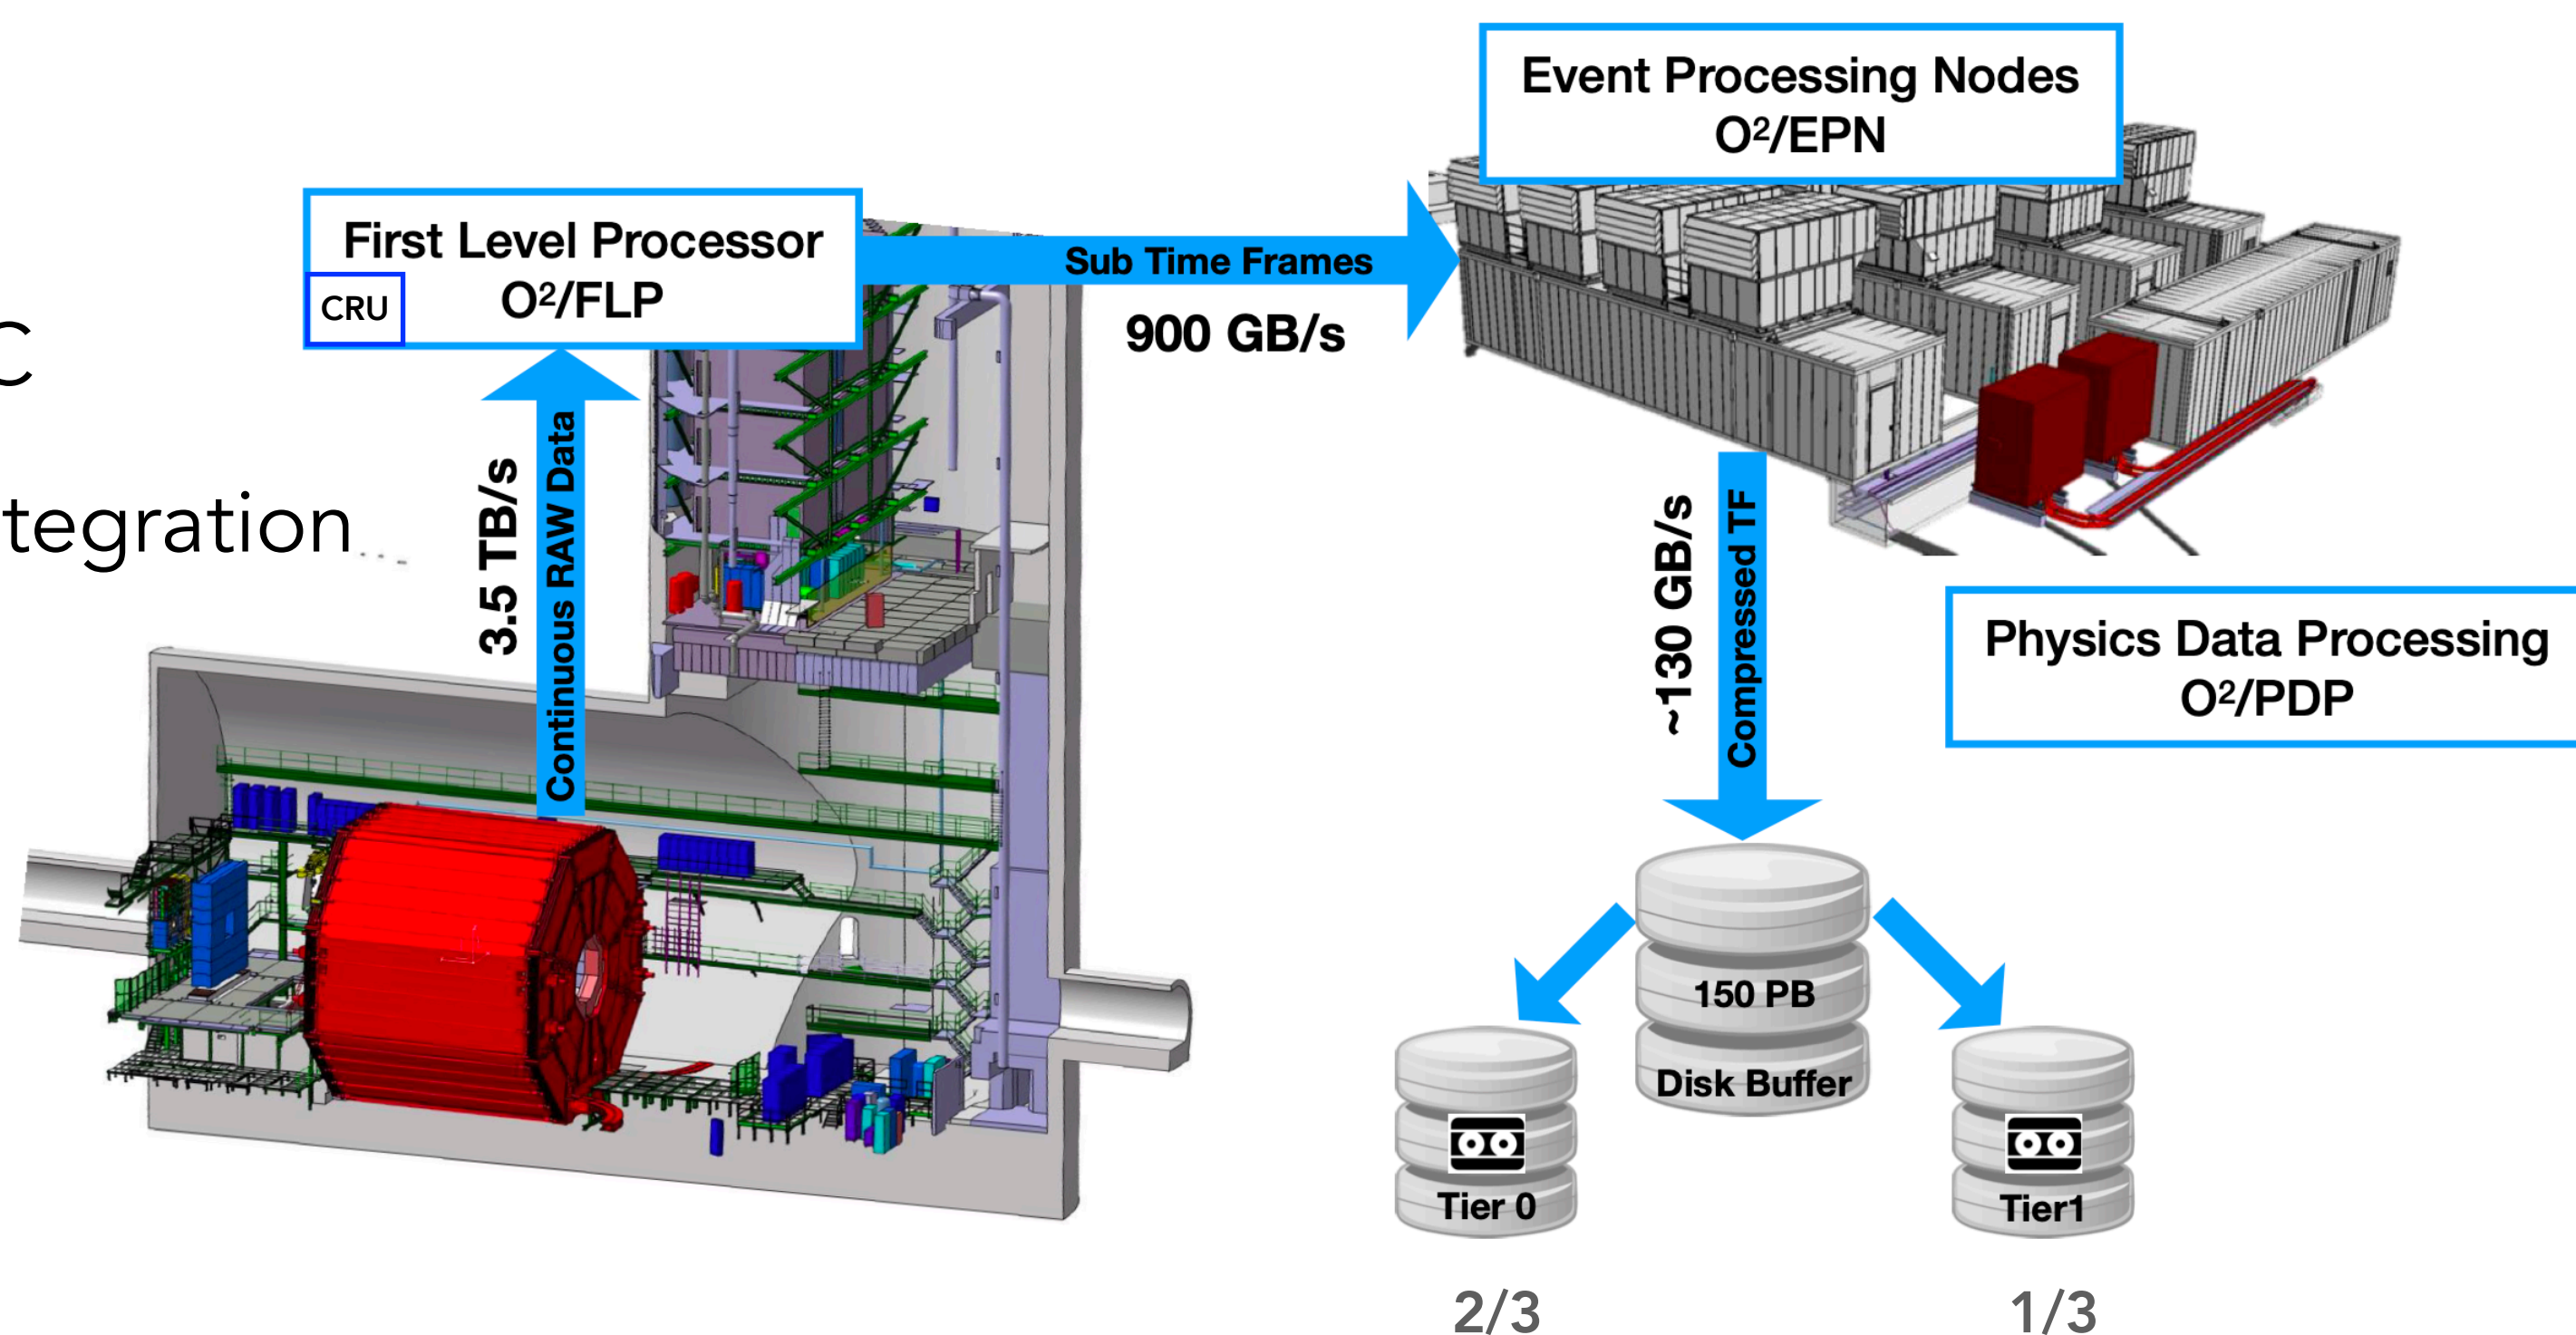 Event Processing Nodes
O²/EPN
First Level Processor
O²/FLP
CRU
Sub Time Frames
900 GB/s
C
tegration
3.5 TB/s
Continuous RAW Data
~130 GB/s
Compressed TF
Physics Data Processing
O²/PDP
150 PB
Disk Buffer
Tier 0
Tier1
2/3
1/3